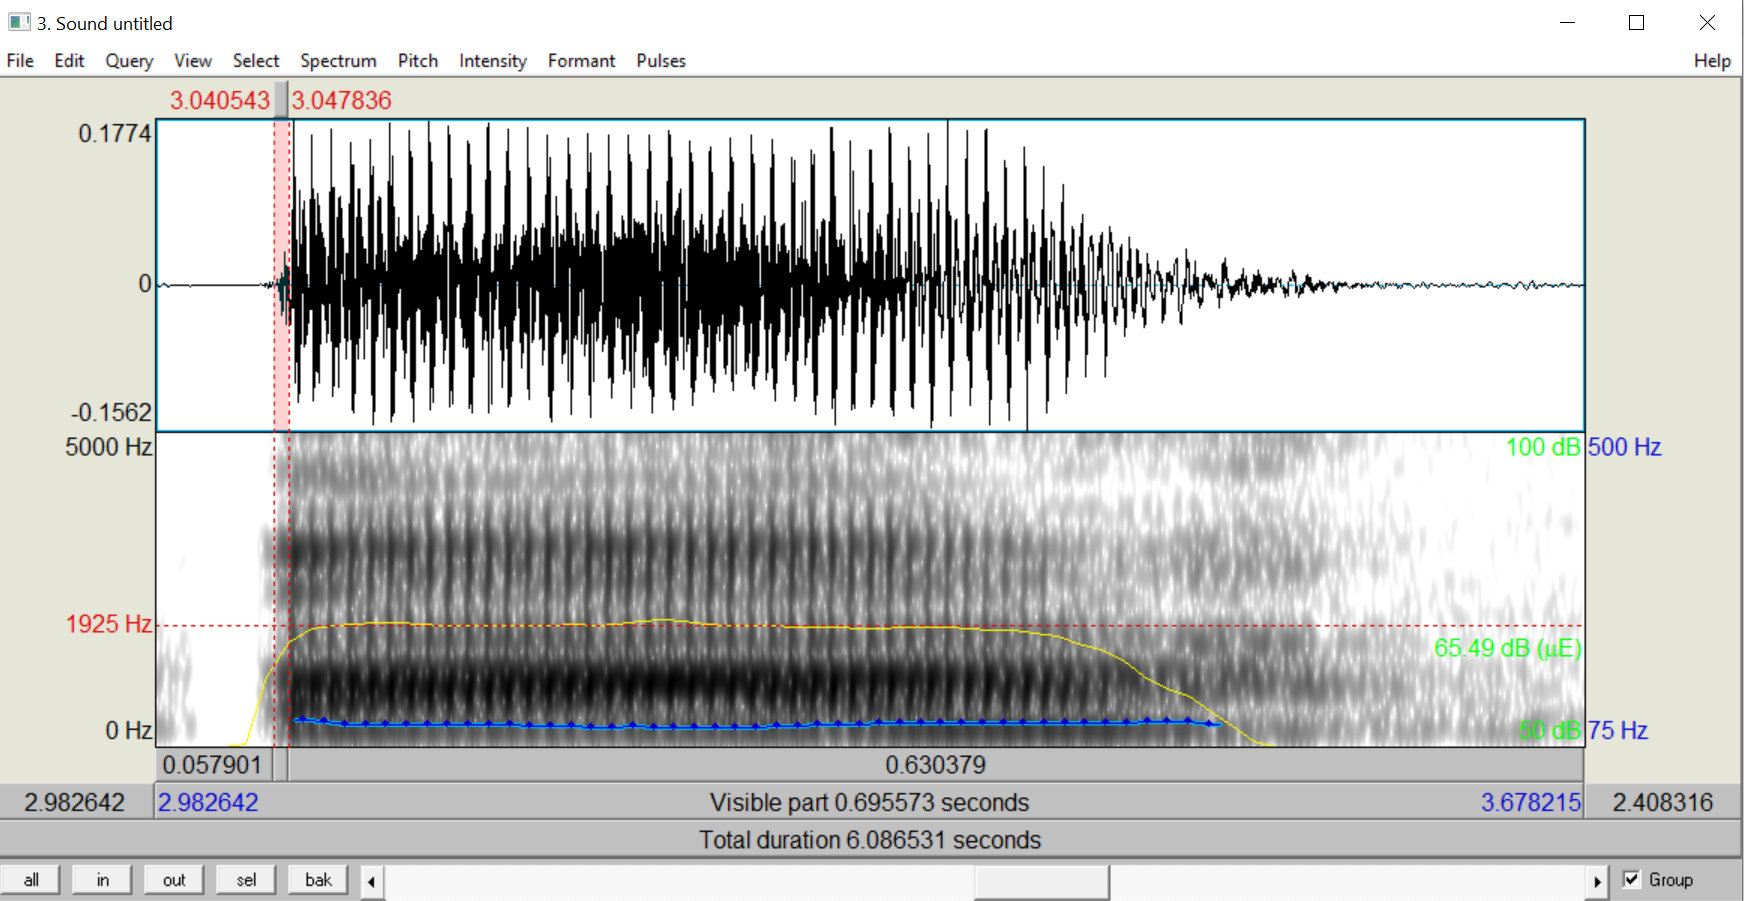 3. Sound untitled
File Edit Query View Select Spectrum Pitch Intensity Formant Pulses Help
3.040543 3.047836
0.1774
0
-0.1562
5000 Hz 100 dB 500 Hz
1925 Hz
65.49 dB (µE)
0 Hz 50 dB 75 Hz
0.057901 0.630379
2.982642 2.982642 Visible part 0.695573 seconds 3.678215 2.408316
Total duration 6.086531 seconds
all in out sel bak Group